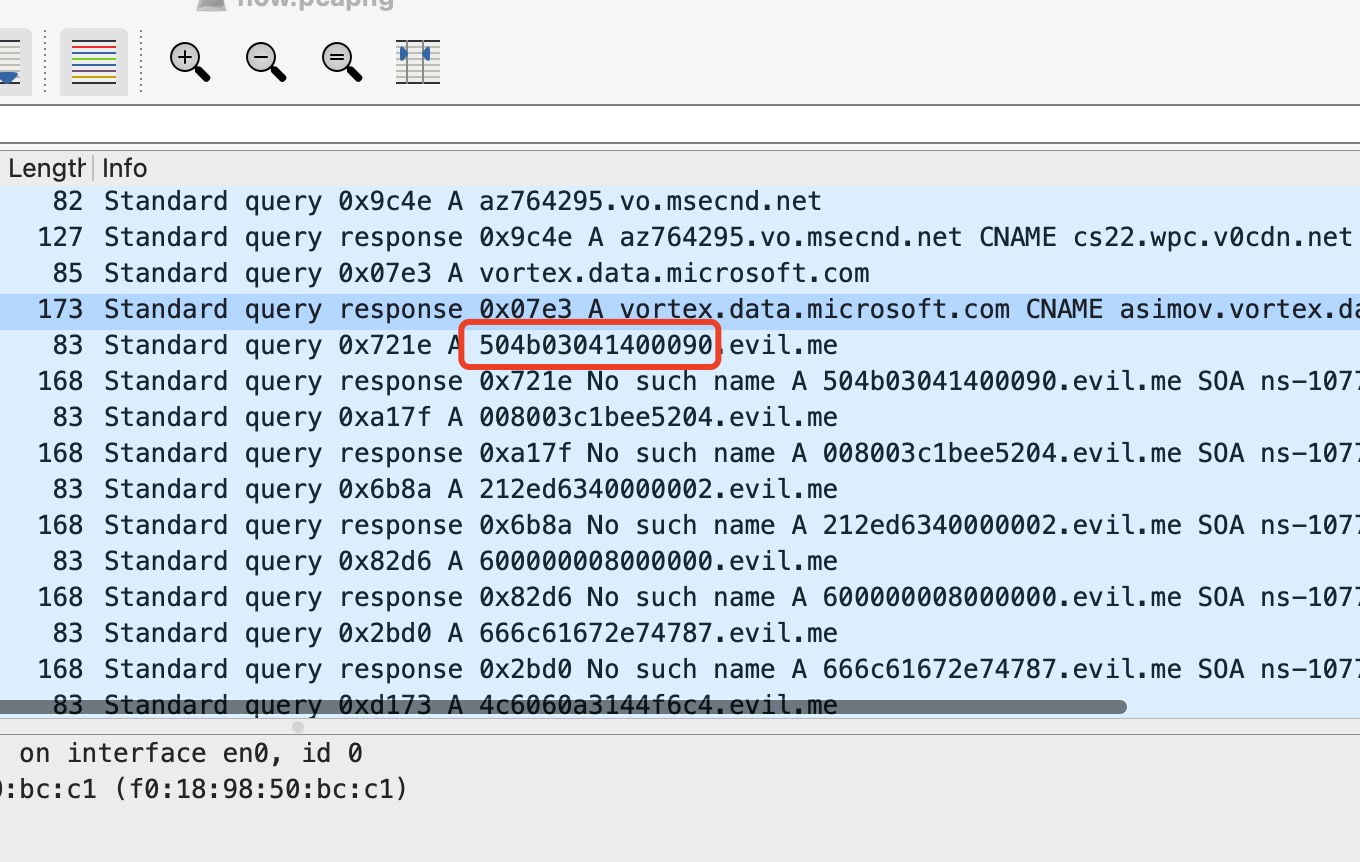 now.pcapng
Length Info
82 Standard query 0x9c4e A az764295.vo.msecnd.net
127 Standard query response 0x9c4e A az764295.vo.msecnd.net CNAME cs22.wpc.v0cdn.net
85 Standard query 0x07e3 A vortex.data.microsoft.com
173 Standard query response 0x07e3 A vortex.data.microsoft.com CNAME asimov.vortex.da
83 Standard query 0x721e A 504b03041400090.evil.me
168 Standard query response 0x721e No such name A 504b03041400090.evil.me SOA ns-1077
83 Standard query 0xa17f A 008003c1bee5204.evil.me
168 Standard query response 0xa17f No such name A 008003c1bee5204.evil.me SOA ns-1077
83 Standard query 0x6b8a A 212ed6340000002.evil.me
168 Standard query response 0x6b8a No such name A 212ed6340000002.evil.me SOA ns-1077
83 Standard query 0x82d6 A 600000008000000.evil.me
168 Standard query response 0x82d6 No such name A 600000008000000.evil.me SOA ns-1077
83 Standard query 0x2bd0 A 666c61672e74787.evil.me
168 Standard query response 0x2bd0 No such name A 666c61672e74787.evil.me SOA ns-1077
83 Standard query 0xd173 A 4c6060a3144f6c4.evil.me
on interface en0, id 0
:bc:c1 (f0:18:98:50:bc:c1)